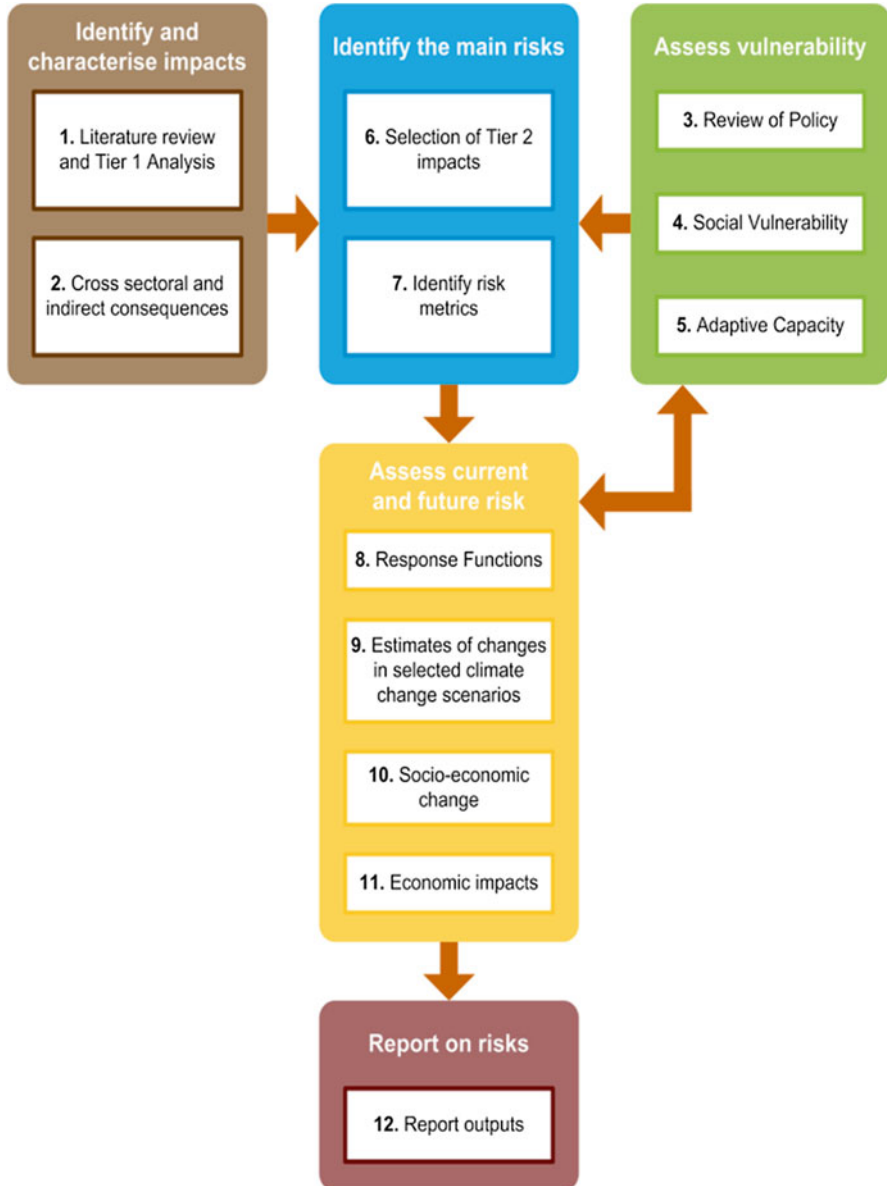 Identify and
characterise impacts
1. Literature review
and Tier 1 Analysis
2. Cross sectoral and
indirect consequences
Identify the main risks
6. Selection of Tier 2
impacts
7. Identify risk
metrics
Assess vulnerability
3. Review of Policy
4. Social Vulnerability
5. Adaptive Capacity
Assess current
and future risk
8. Response Functions
9. Estimates of changes
in selected climate
change scenarios
10. Socio-economic
change
11. Economic impacts
Report on risks
12. Report outputs